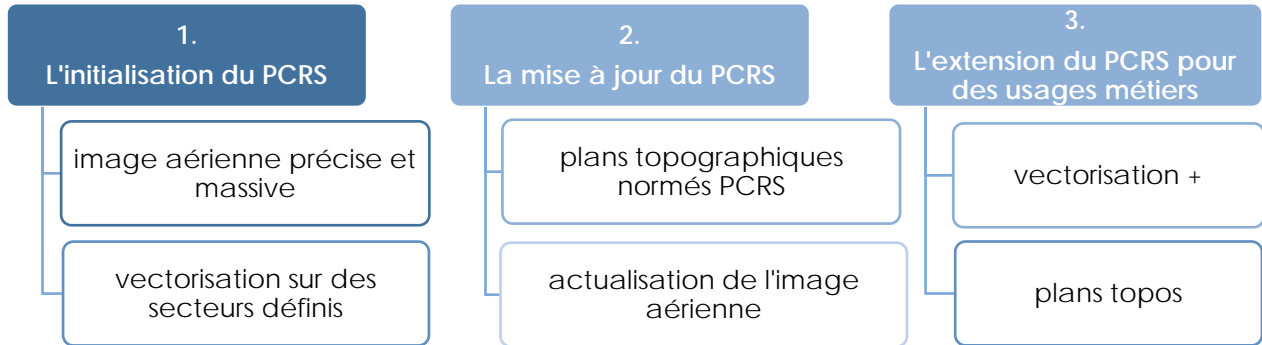 1.
L'initialisation du PCRS
image aérienne précise et
massive
vectorisation sur des
secteurs définis
2.
La mise à jour du PCRS
plans topographiques
normés PCRS
actualisation de l'image
aérienne
3.
L'extension du PCRS pour
des usages métiers
vectorisation +
plans topos